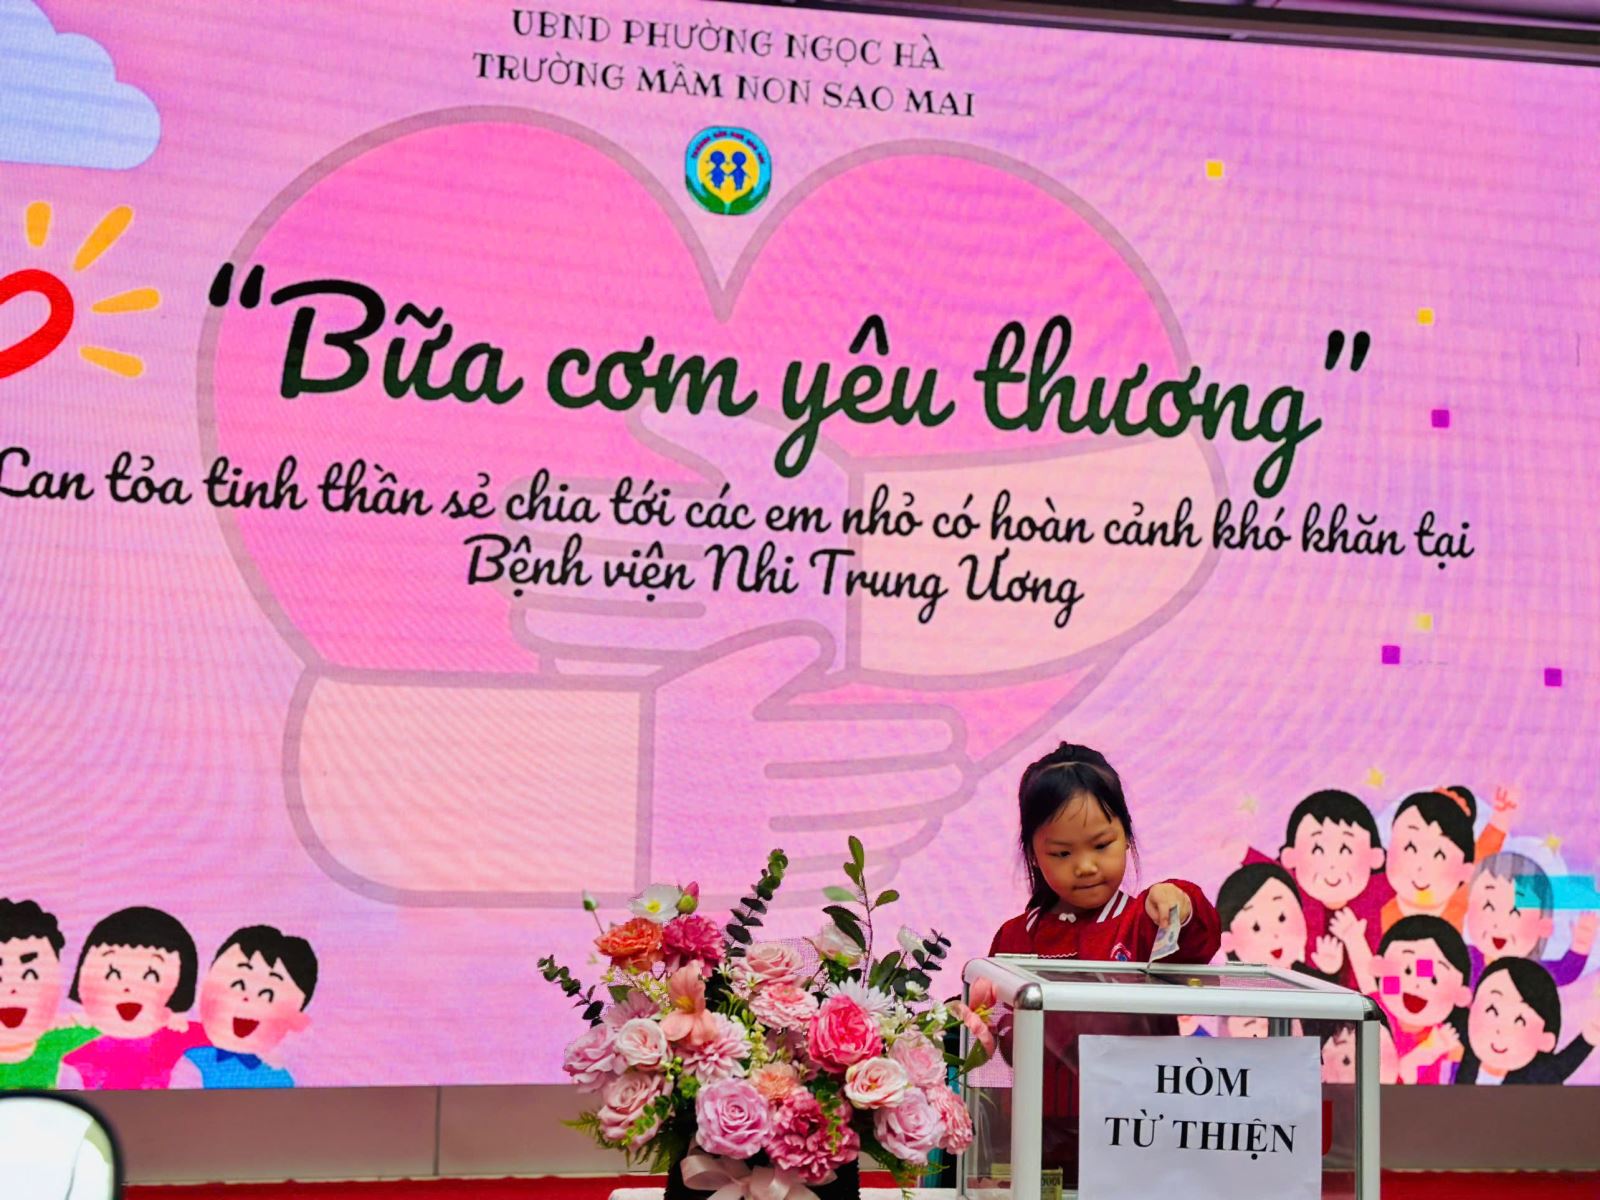 UBND PHƯỜNG NGỌC HÀ
TRƯỜNG MẦM NON SAO MAI
“Bữa cơm yêu thương”
Lan tỏa tinh thần sẻ chia tới các em nhỏ có hoàn cảnh khó khăn tại
Bệnh viện Nhi Trung Ương
HÒM
TỪ THIỆN